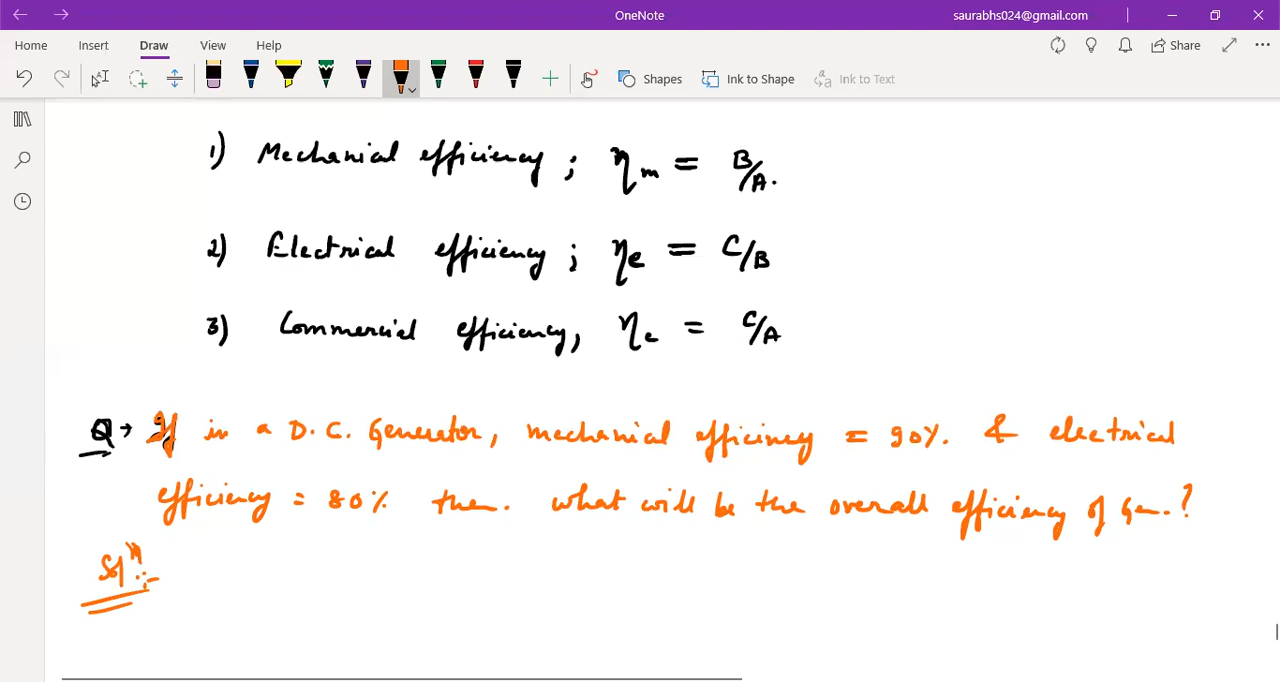 OneNote
saurabhs024@gmail.com
Home Insert Draw View Help
Share
Shapes Ink to Shape Ink to Text
1) Mechanial efficiency ; ηm = B/A.
2) Electrical efficiency ; ηe = C/B
3) Commercial efficiency, ηc = C/A
Q→ If in a D.C. Generator, mechanical efficiency = 90%. & electrical
efficiency = 80% then. what will be the overall efficiency of Gen.?
Solⁿ:-